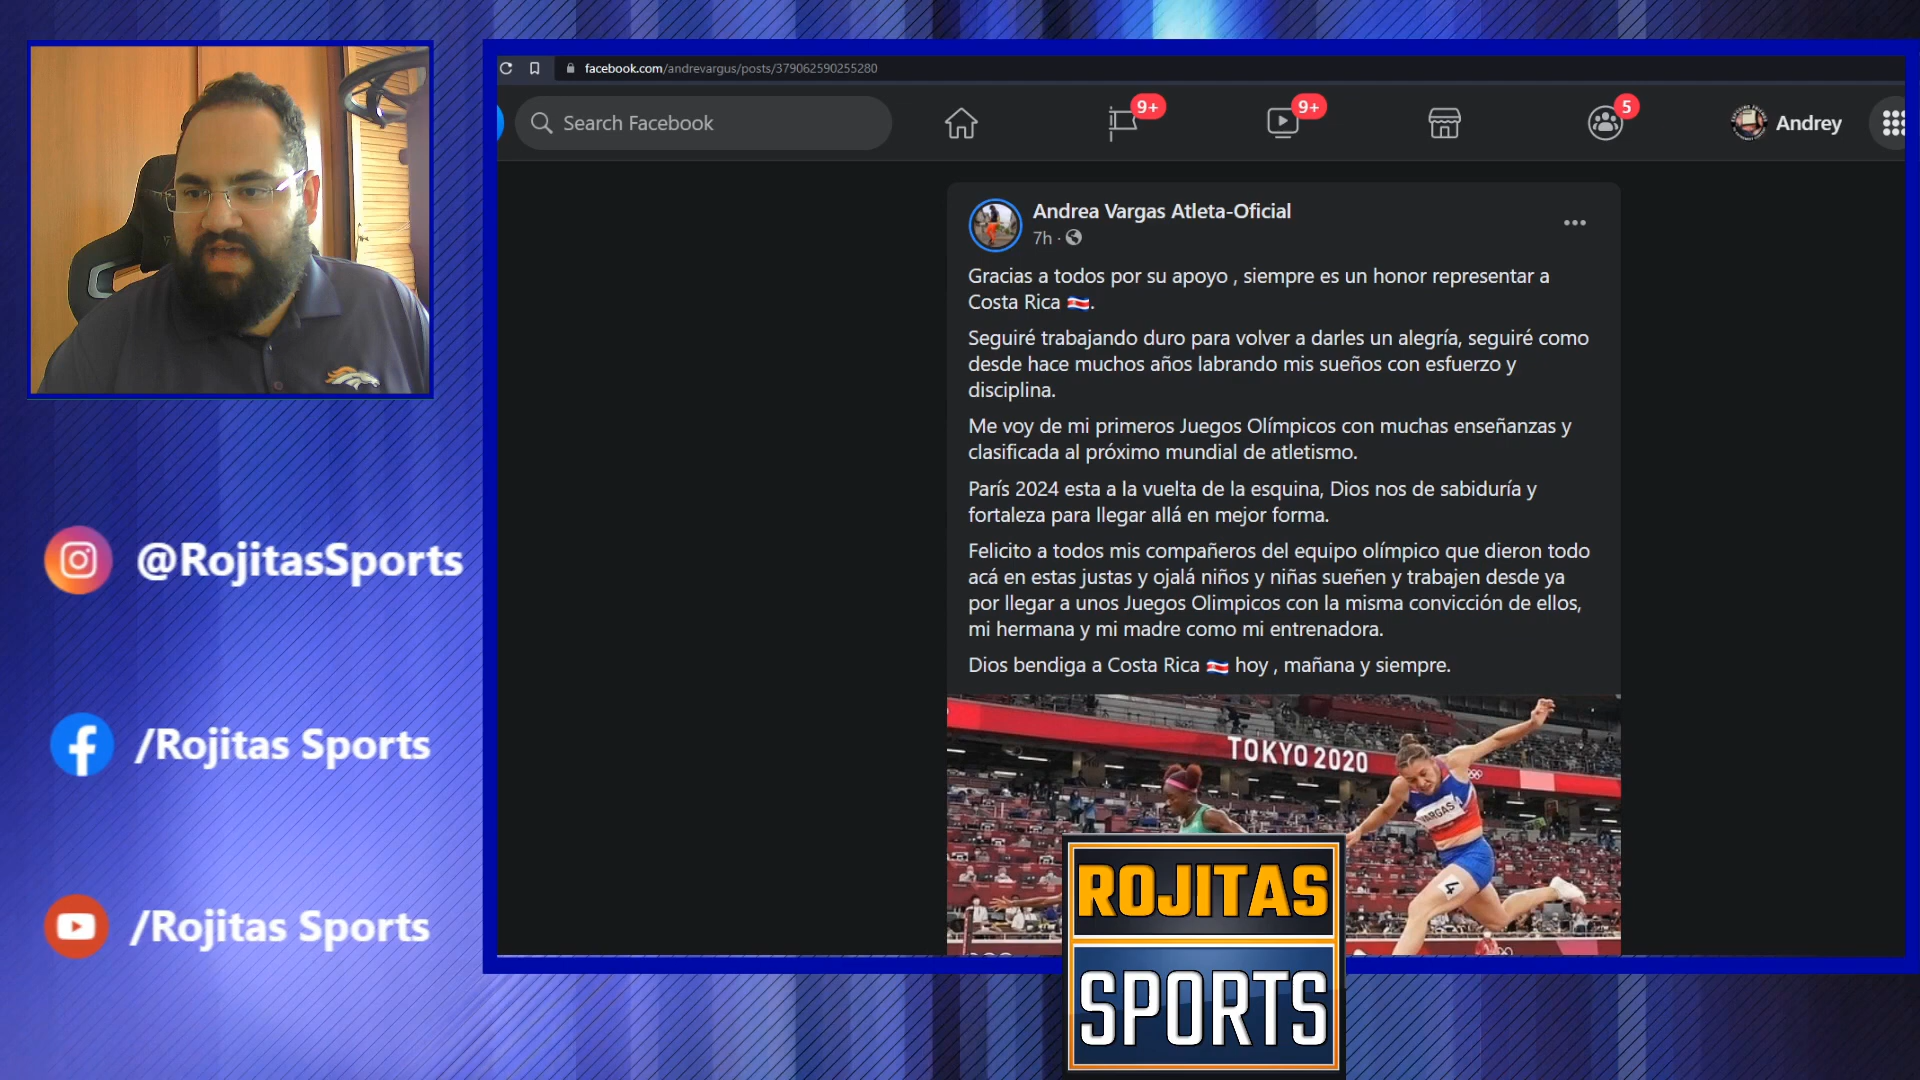 facebook.com/andrevargus/posts/379062590255280
Search Facebook
9+
9+
5
Andrey
Andrea Vargas Atleta-Oficial
7h ·
Gracias a todos por su apoyo , siempre es un honor representar a
Costa Rica 🇨🇷.
Seguiré trabajando duro para volver a darles un alegría, seguiré como
desde hace muchos años labrando mis sueños con esfuerzo y
disciplina.
Me voy de mi primeros Juegos Olímpicos con muchas enseñanzas y
clasificada al próximo mundial de atletismo.
París 2024 esta a la vuelta de la esquina, Dios nos de sabiduría y
fortaleza para llegar allá en mejor forma.
Felicito a todos mis compañeros del equipo olímpico que dieron todo
acá en estas justas y ojalá niños y niñas sueñen y trabajen desde ya
por llegar a unos Juegos Olimpicos con la misma convicción de ellos,
mi hermana y mi madre como mi entrenadora.
Dios bendiga a Costa Rica 🇨🇷 hoy , mañana y siempre.
TOKYO 2020
VARGAS
4
@RojitasSports
/Rojitas Sports
/Rojitas Sports
ROJITAS
SPORTS